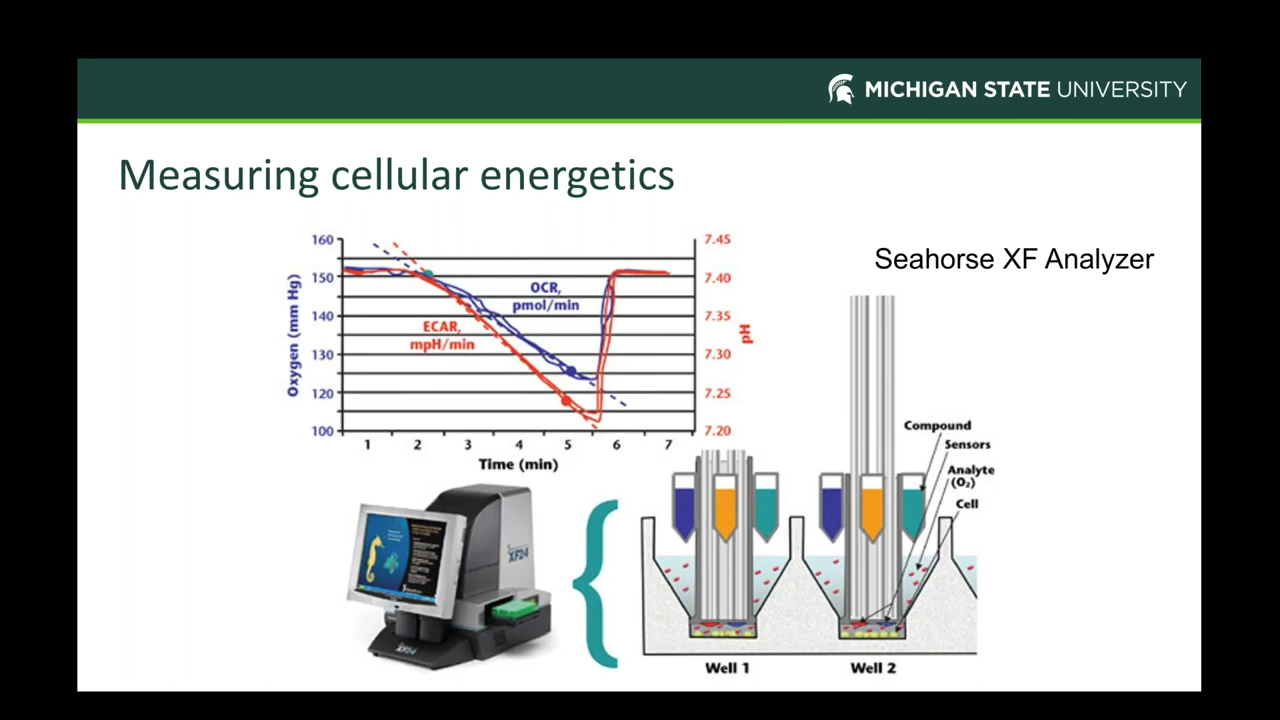 MICHIGAN STATE UNIVERSITY
Measuring cellular energetics
Seahorse XF Analyzer
160
150
140
130
120
100
Oxygen (mm Hg)
OCR,
pmol/min
ECAR,
mpH/min
7.45
7.40
7.35
7.30
7.25
7.20
pH
1 2 3 4 5 6 7
Time (min)
Compound
Sensors
Analyte
(O₂)
Cell
XF24
XF24
Well 1
Well 2